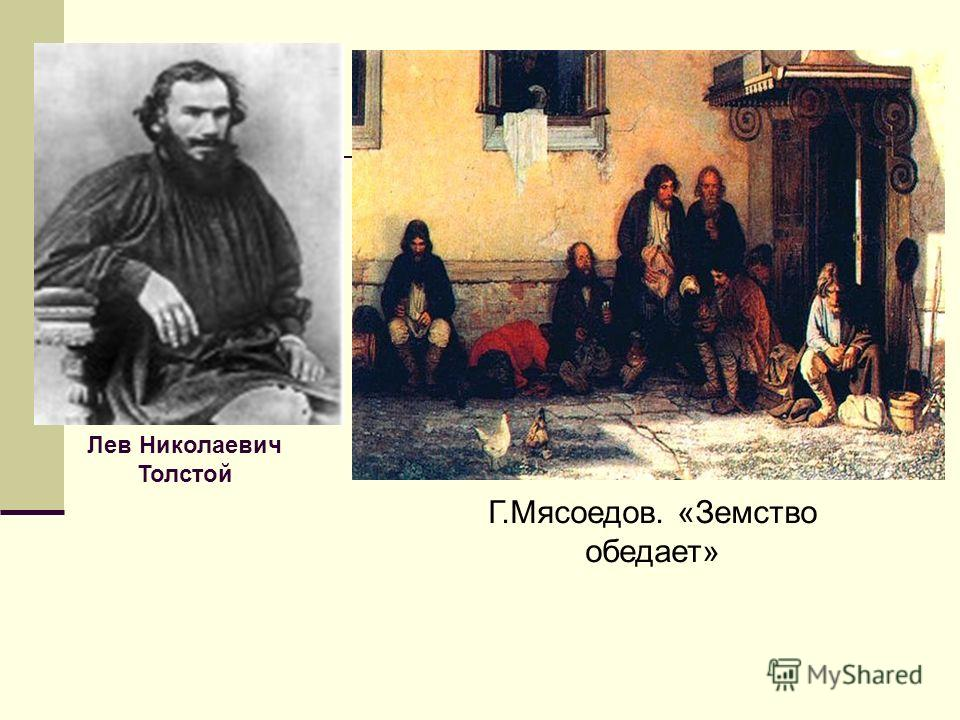 Лев Николаевич
Толстой
Г.Мясоедов. «Земство
обедает»
MyShared